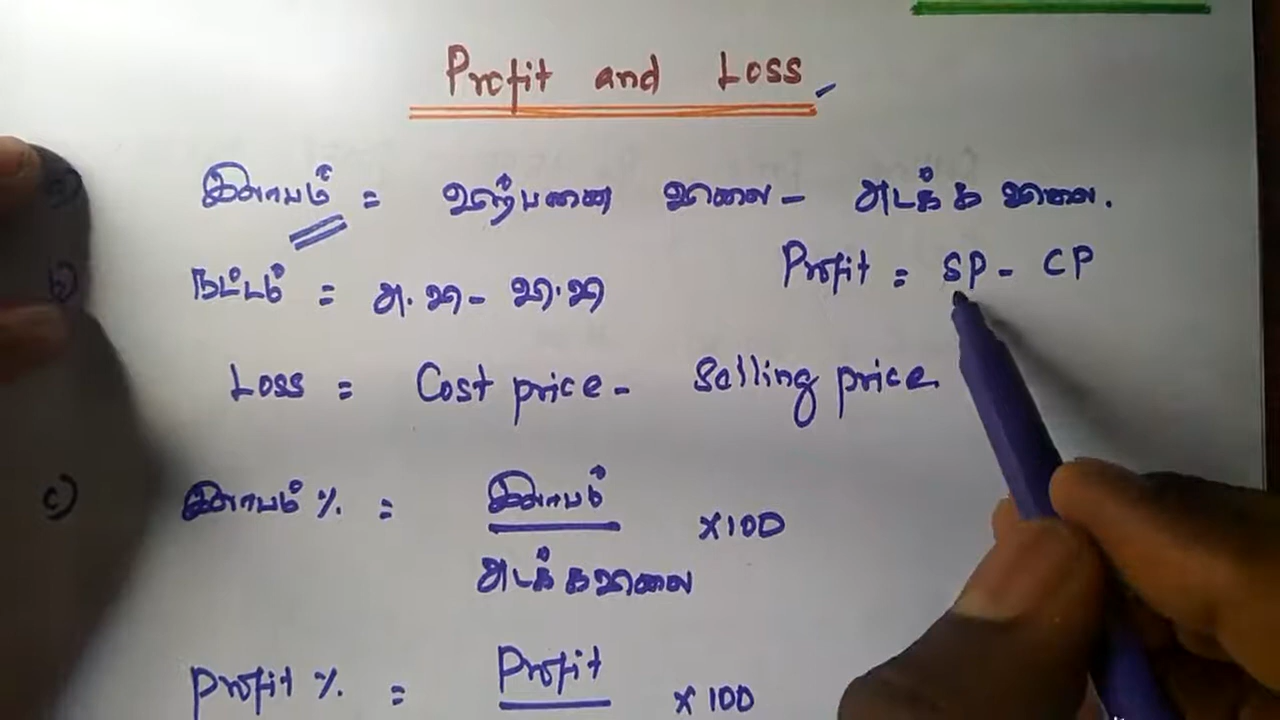 Profit and Loss
a) இலாபம் = விற்பனை விலை - அடக்க விலை.
b) நட்டம் = அ.வி - வி.வி
Profit = SP - CP
Loss = Cost price - Selling price
c) இலாபம் % = இலாபம் × 100
அடக்கவிலை
Profit % = Profit × 100